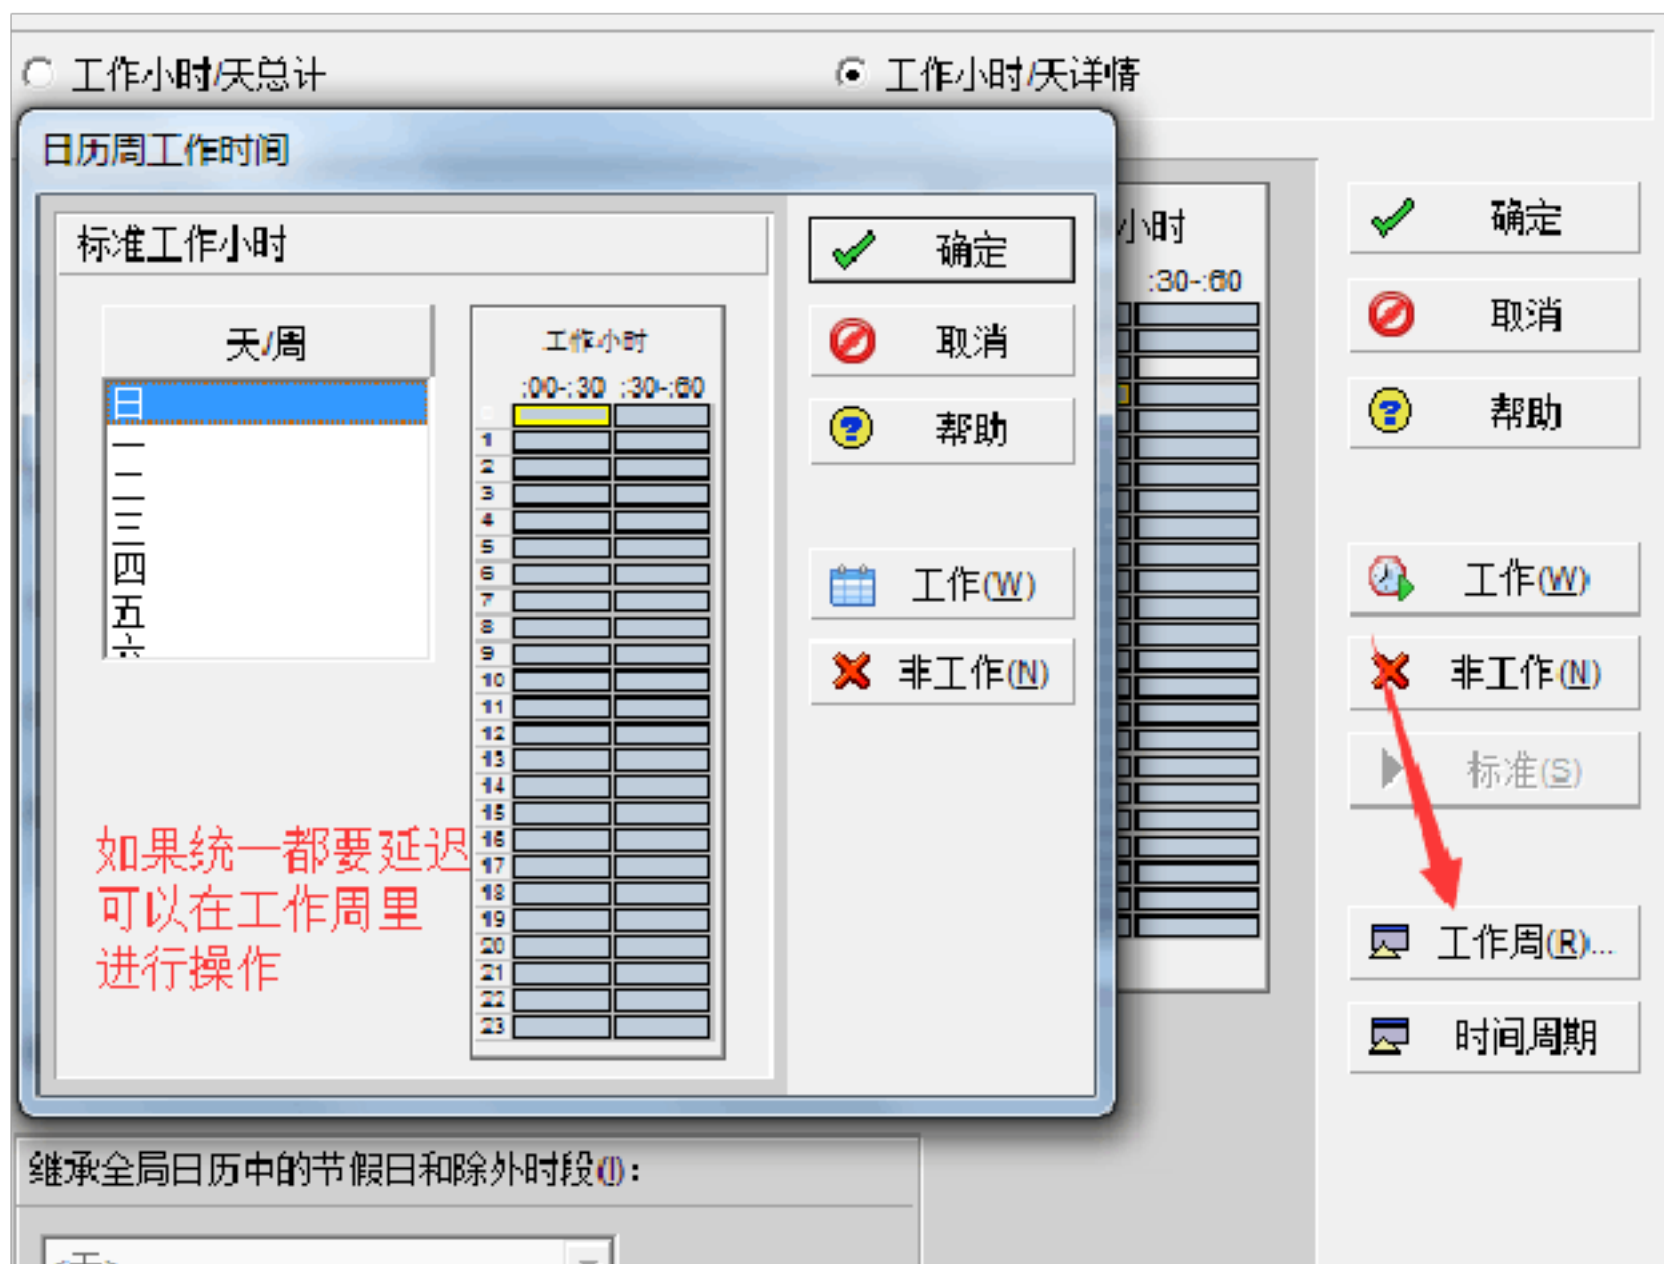 工作小时/天总计
工作小时/天详情
日历周工作时间
标准工作小时
天/周
日
一
二
三
四
五
六
工作小时
:00-:30 :30-:60
1
2
3
4
5
6
7
8
9
10
11
12
13
14
15
16
17
18
19
20
21
22
23
确定
取消
帮助
工作(W)
非工作(N)
如果统一都要延迟
可以在工作周里
进行操作
小时
:30-:60
确定
取消
帮助
工作(W)
非工作(N)
标准(S)
工作周(R)...
时间周期
继承全局日历中的节假日和除外时段(I):